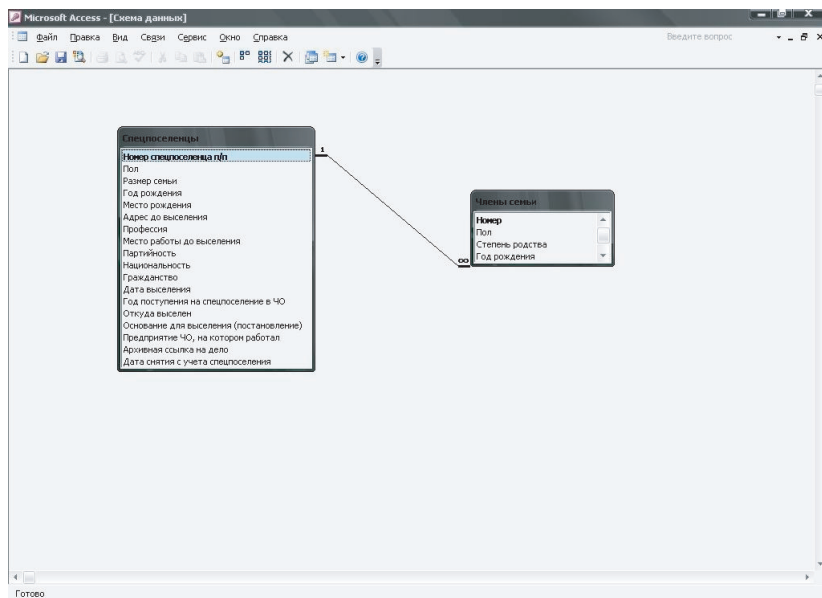 Microsoft Access - [Схема данных]
Файл Правка Вид Связи Сервис Окно Справка
Введите вопрос
Спецпоселенцы
Номер спецпоселенца п/п
Пол
Размер семьи
Год рождения
Место рождения
Адрес до выселения
Профессия
Место работы до выселения
Партийность
Национальность
Гражданство
Дата выселения
Год поступления на спецпоселение в ЧО
Откуда выселен
Основание для выселения (постановление)
Предприятие ЧО, на котором работал
Архивная ссылка на дело
Дата снятия с учета спецпоселения
1
∞
Члены семьи
Номер
Пол
Степень родства
Год рождения
Готово